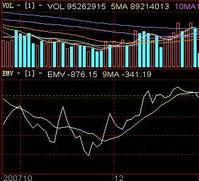 VOL - [1] - VOL 95262915 5MA 89214013 10MA
EMV - [1] - EMV -876.15 9MA -341.19
200710 12